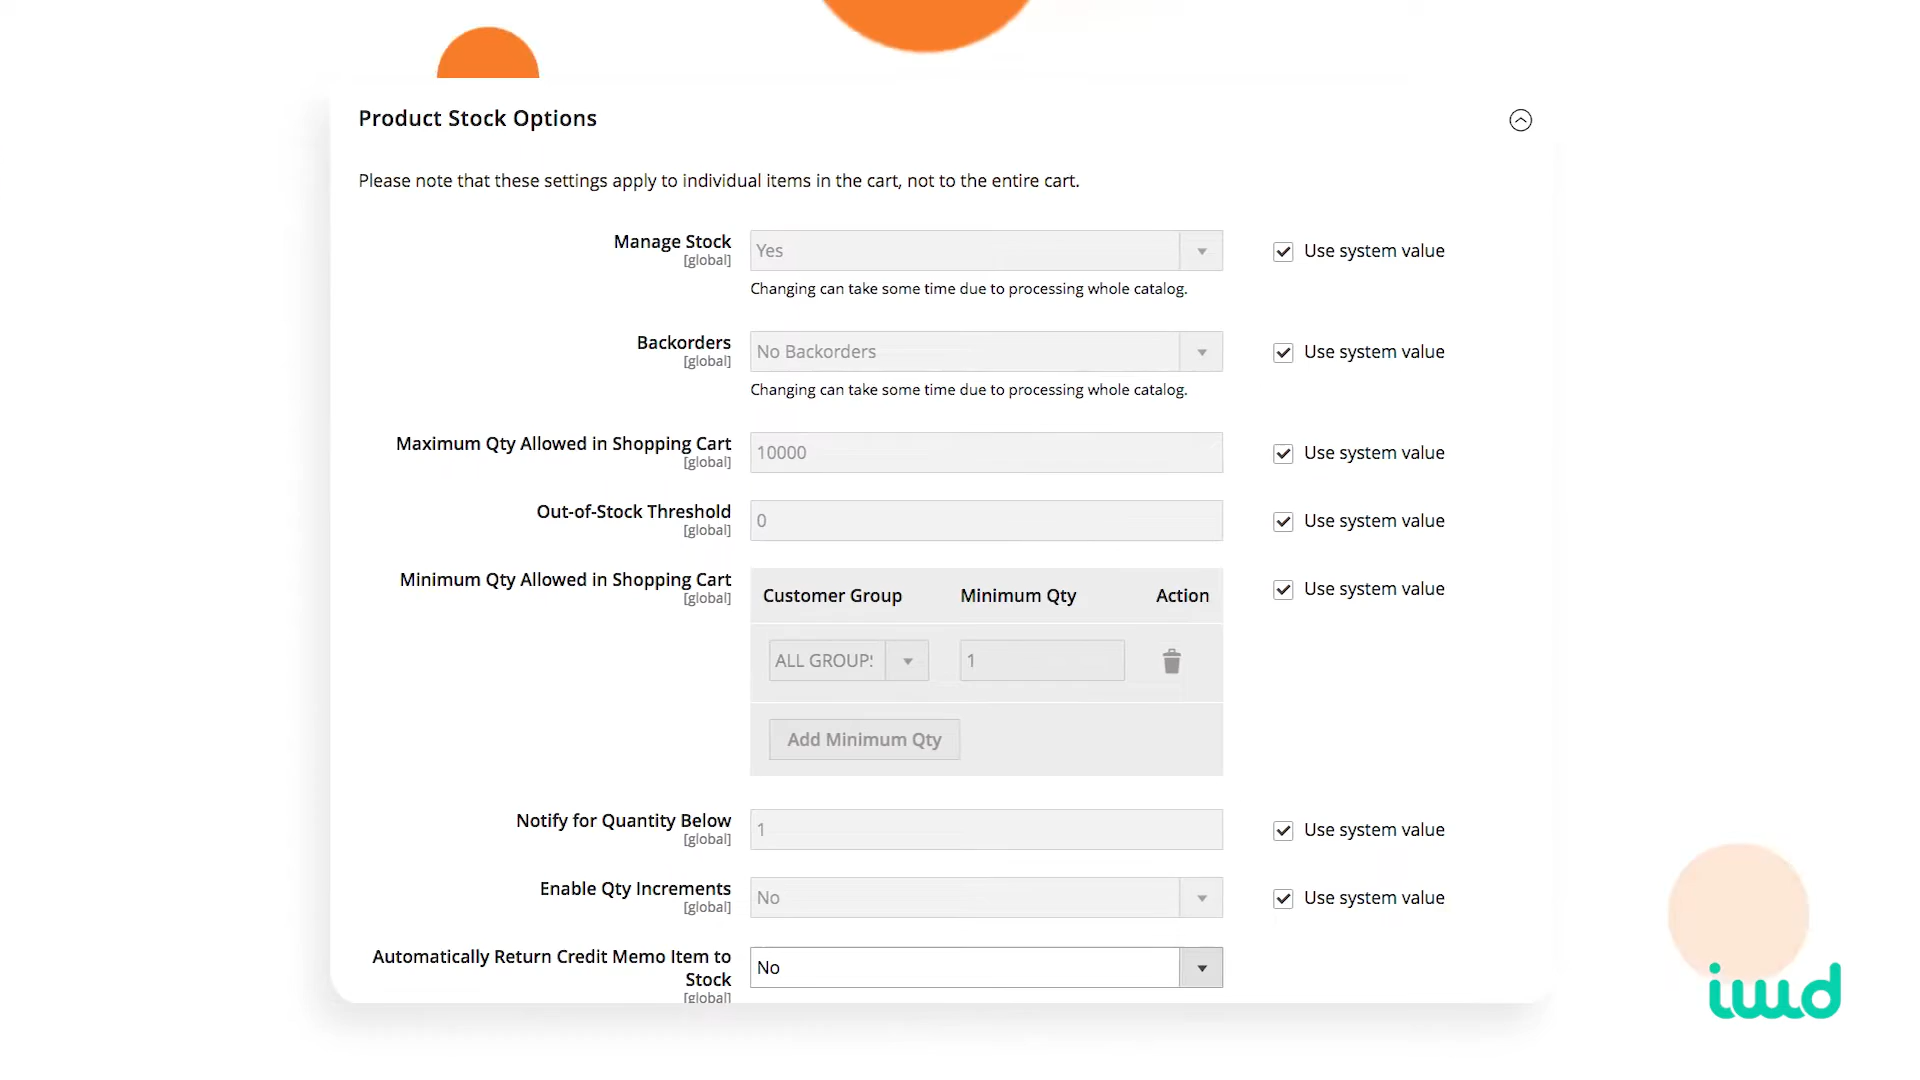 Product Stock Options
Please note that these settings apply to individual items in the cart, not to the entire cart.
Manage Stock
[global]
Yes
Use system value
Changing can take some time due to processing whole catalog.
Backorders
[global]
No Backorders
Use system value
Changing can take some time due to processing whole catalog.
Maximum Qty Allowed in Shopping Cart
[global]
10000
Use system value
Out-of-Stock Threshold
[global]
0
Use system value
Minimum Qty Allowed in Shopping Cart
[global]
Customer Group Minimum Qty Action
Use system value
ALL GROUPS
1
Add Minimum Qty
Notify for Quantity Below
[global]
1
Use system value
Enable Qty Increments
[global]
No
Use system value
Automatically Return Credit Memo Item to
Stock
[global]
No
iwd